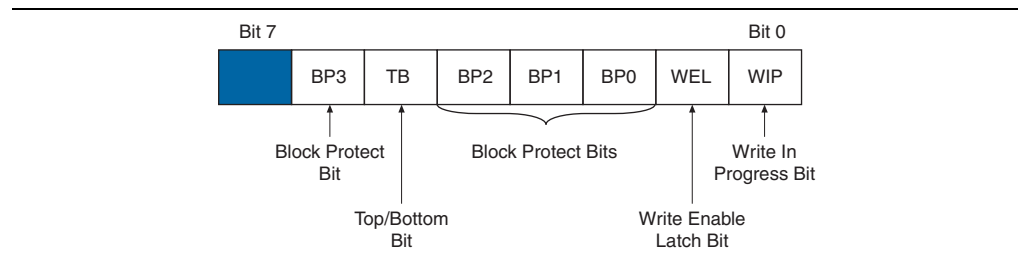 Bit 7 Bit 0
BP3 TB BP2 BP1 BP0 WEL WIP
Block Protect Bit
Block Protect Bits
Write In Progress Bit
Top/Bottom Bit
Write Enable Latch Bit